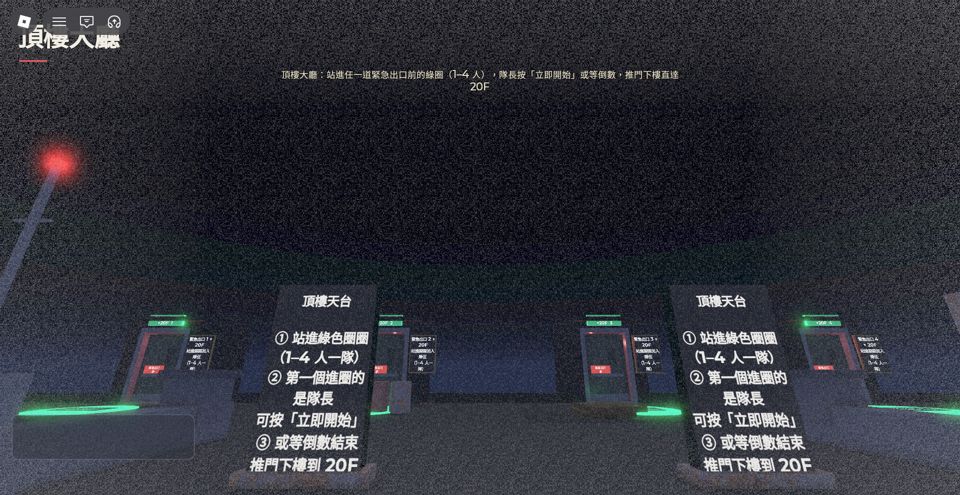 頂樓大廳
頂樓大廳：站進任一道緊急出口前的綠圈（1–4 人），隊長按「立即開始」或等倒數，推門下樓直達
20F
頂樓天台
① 站進綠色圈圈
（1–4 人一隊）
② 第一個進圈的
是隊長
可按「立即開始」
③ 或等倒數結束
推門下樓到 20F
頂樓天台
① 站進綠色圈圈
（1–4 人一隊）
② 第一個進圈的
是隊長
可按「立即開始」
③ 或等倒數結束
推門下樓到 20F